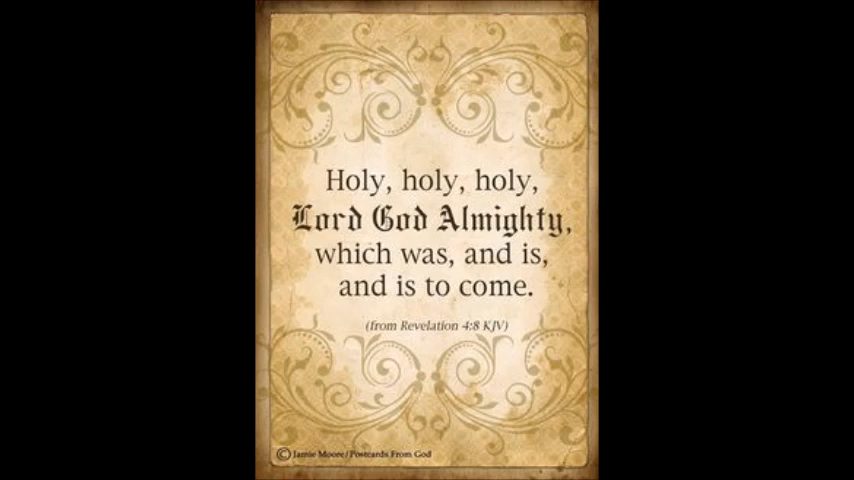 Holy, holy, holy,
Lord God Almighty,
which was, and is,
and is to come.
(from Revelation 4:8 KJV)
© Jamie Moore/Postcards From God